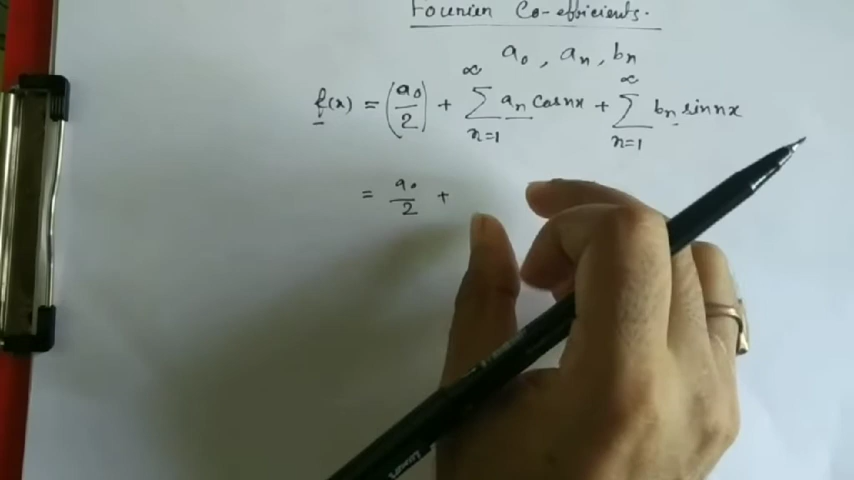 Fourier Co-efficients.
a₀, aₙ, bₙ
f(x) = (a₀/2) + ∑_{n=1}^{∞} aₙ cosnx + ∑_{n=1}^{∞} bₙ sinnx
= a₀/2 +